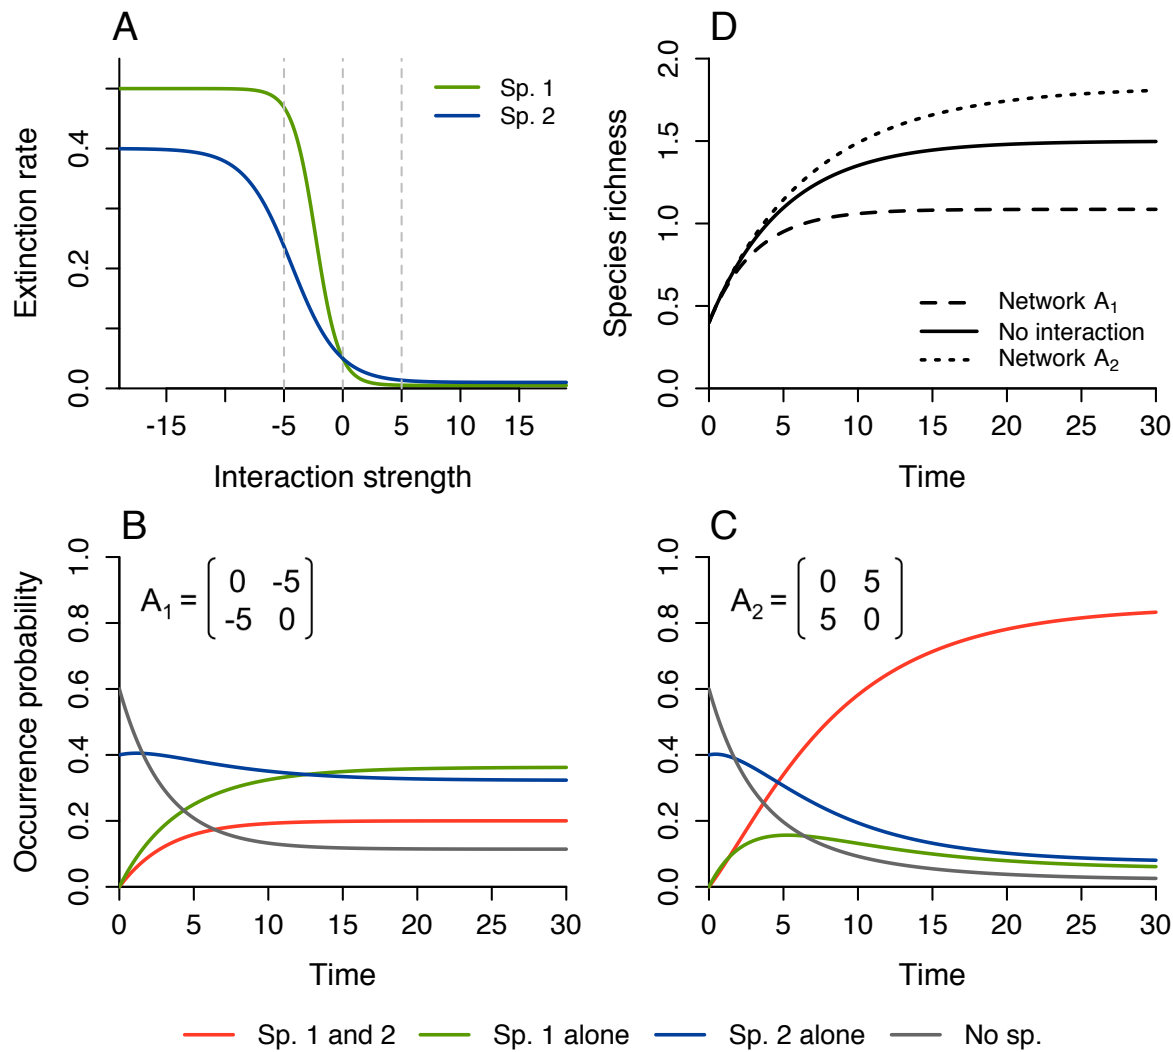 A
Extinction rate
0.0 0.2 0.4
-15 -5 0 5 10 15
Interaction strength
Sp. 1
Sp. 2
D
Species richness
0.0 0.5 1.0 1.5 2.0
0 5 10 15 20 25 30
Time
Network A1
No interaction
Network A2
B
Occurrence probability
0.0 0.2 0.4 0.6 0.8 1.0
A1 = 0 -5
-5 0
0 5 10 15 20 25 30
Time
C
0.0 0.2 0.4 0.6 0.8 1.0
A2 = 0 5
5 0
0 5 10 15 20 25 30
Time
Sp. 1 and 2 Sp. 1 alone Sp. 2 alone No sp.